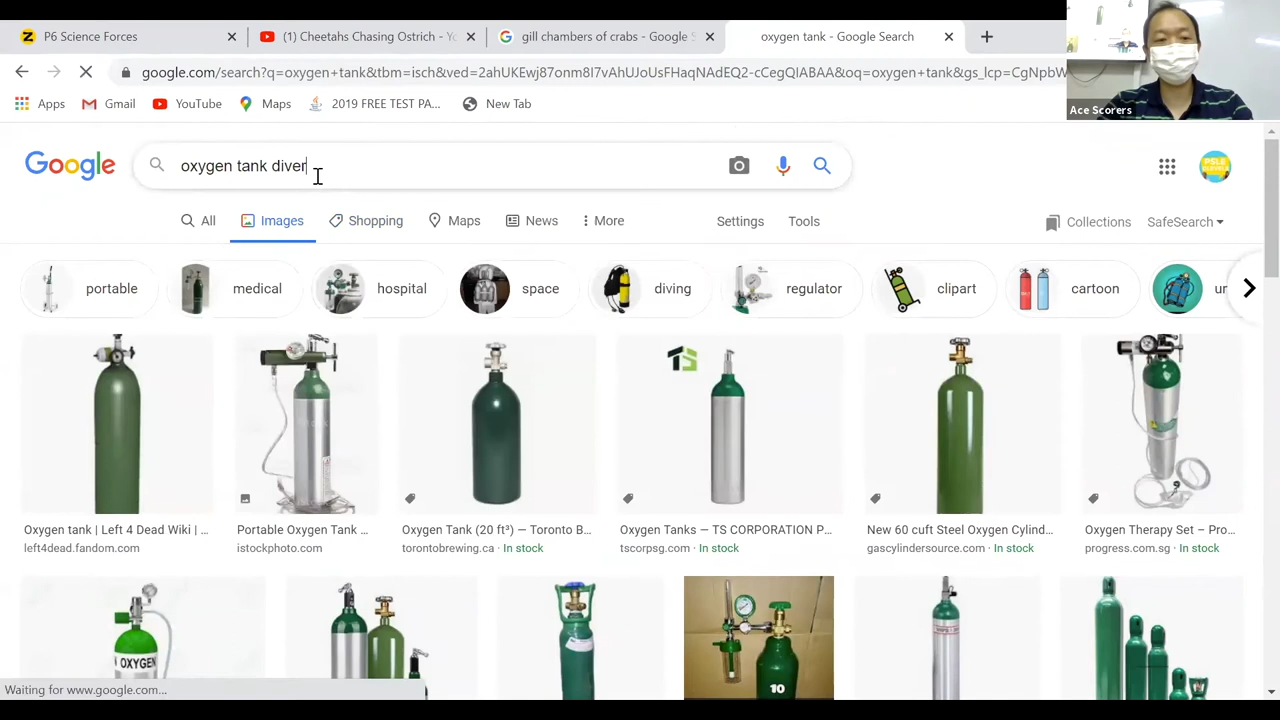 P6 Science Forces
(1) Cheetahs Chasing Ostrich - Yo
gill chambers of crabs - Google S
oxygen tank - Google Search
google.com/search?q=oxygen+tank&tbm=isch&ved=2ahUKEwj87onm8I7vAhUJoUsFHaqNAdEQ2-cCegQIABAA&oq=oxygen+tank&gs_lcp=CgNpbW
Apps
Gmail
YouTube
Maps
2019 FREE TEST PA...
New Tab
Ace Scorers
Google
oxygen tank diver
PSLE
All
Images
Shopping
Maps
News
More
Settings
Tools
Collections
SafeSearch
portable
medical
hospital
space
diving
regulator
clipart
cartoon
ur
TS
Oxygen tank | Left 4 Dead Wiki | ...
left4dead.fandom.com
Portable Oxygen Tank ...
istockphoto.com
Oxygen Tank (20 ft³) — Toronto B...
torontobrewing.ca · In stock
Oxygen Tanks — TS CORPORATION P...
tscorpsg.com · In stock
New 60 cuft Steel Oxygen Cylind...
gascylindersource.com · In stock
Oxygen Therapy Set – Pro...
progress.com.sg · In stock
OXYGEN
10
Waiting for www.google.com...